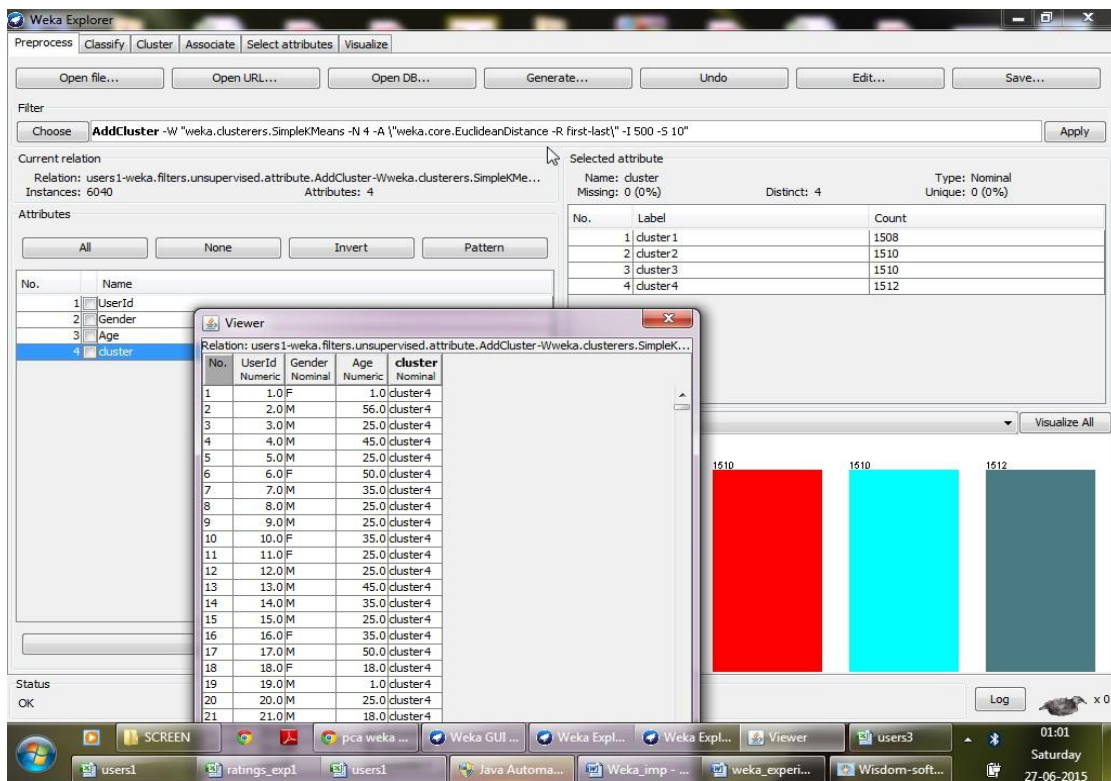 Weka Explorer
Preprocess Classify Cluster Associate Select attributes Visualize
Open file... Open URL... Open DB... Generate... Undo Edit... Save...
Filter
Choose AddCluster -W "weka.clusterers.SimpleKMeans -N 4 -A \"weka.core.EuclideanDistance -R first-last\" -I 500 -S 10" Apply
Current relation
Relation: users1-weka.filters.unsupervised.attribute.AddCluster-Wweka.clusterers.SimpleKMe...
Instances: 6040 Attributes: 4
Attributes
All None Invert Pattern
No. Name
1 UserId
2 Gender
3 Age
4 cluster
Selected attribute
Name: cluster Type: Nominal
Missing: 0 (0%) Distinct: 4 Unique: 0 (0%)
No. Label Count
1 cluster1 1508
2 cluster2 1510
3 cluster3 1510
4 cluster4 1512
Visualize All
1510 1510 1512
Viewer
Relation: users1-weka.filters.unsupervised.attribute.AddCluster-Wweka.clusterers.SimpleK...
No. UserId Gender Age cluster
Numeric Nominal Numeric Nominal
1 1.0 F 1.0 cluster4
2 2.0 M 56.0 cluster4
3 3.0 M 25.0 cluster4
4 4.0 M 45.0 cluster4
5 5.0 M 25.0 cluster4
6 6.0 F 50.0 cluster4
7 7.0 M 35.0 cluster4
8 8.0 M 25.0 cluster4
9 9.0 M 25.0 cluster4
10 10.0 F 35.0 cluster4
11 11.0 F 25.0 cluster4
12 12.0 M 25.0 cluster4
13 13.0 M 45.0 cluster4
14 14.0 M 35.0 cluster4
15 15.0 M 25.0 cluster4
16 16.0 F 35.0 cluster4
17 17.0 M 50.0 cluster4
18 18.0 F 18.0 cluster4
19 19.0 M 1.0 cluster4
20 20.0 M 25.0 cluster4
21 21.0 M 18.0 cluster4
Status
OK
Log x 0
SCREEN pca weka ... Weka GUI ... Weka Expl... Weka Expl... Viewer users3
users1 ratings_exp1 users1 Java Automa... Weka_imp - ... weka_experi... Wisdom-soft...
01:01
Saturday
27-06-2015